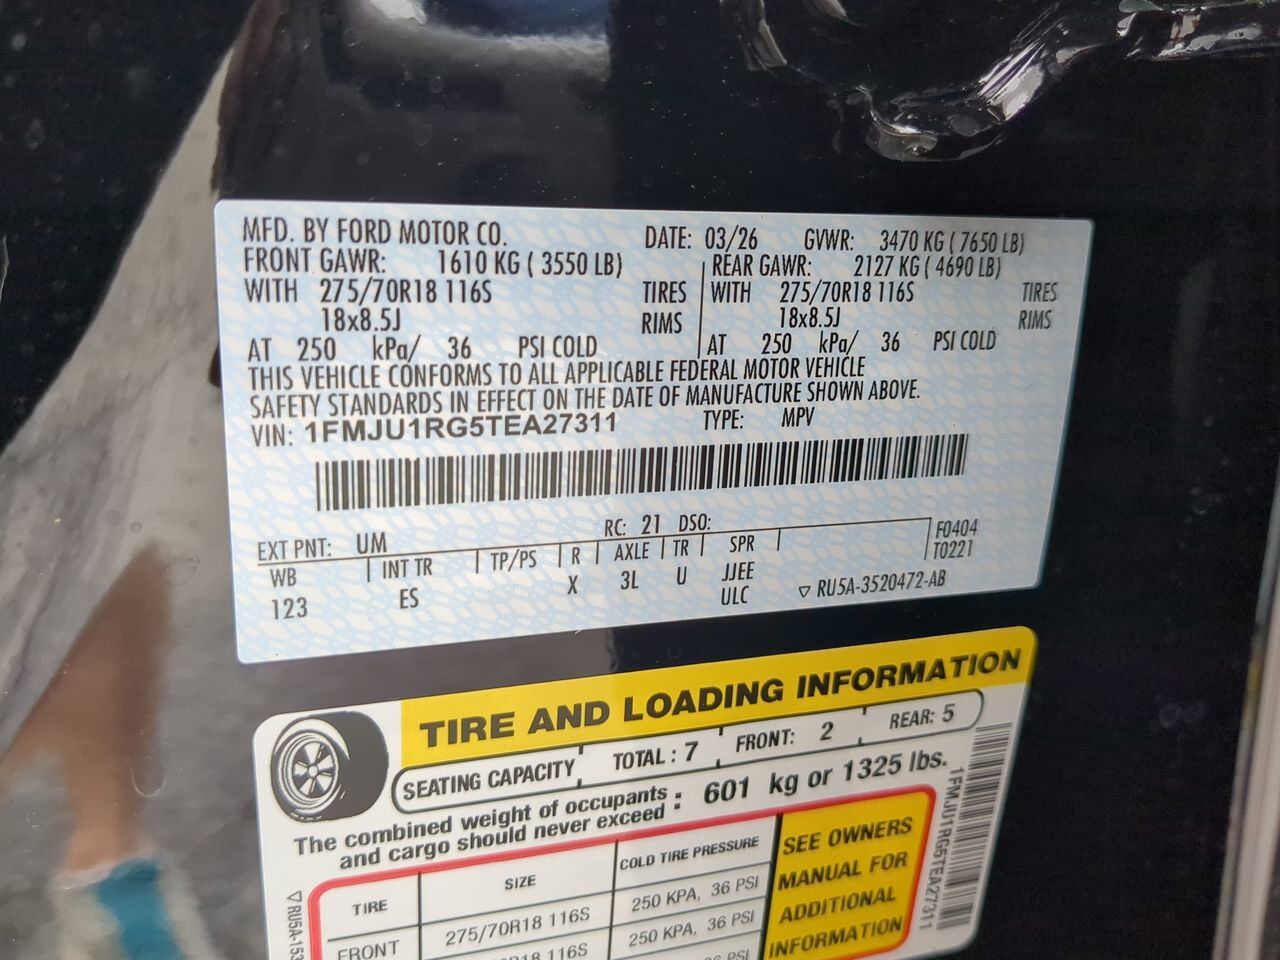 MFD. BY FORD MOTOR CO. DATE: 03/26 GVWR: 3470 KG ( 7650 LB)
FRONT GAWR: 1610 KG ( 3550 LB) REAR GAWR: 2127 KG ( 4690 LB)
WITH 275/70R18 116S TIRES WITH 275/70R18 116S TIRES
18x8.5J RIMS 18x8.5J RIMS
AT 250 kPa/ 36 PSI COLD AT 250 kPa/ 36 PSI COLD
THIS VEHICLE CONFORMS TO ALL APPLICABLE FEDERAL MOTOR VEHICLE
SAFETY STANDARDS IN EFFECT ON THE DATE OF MANUFACTURE SHOWN ABOVE.
VIN: 1FMJU1RG5TEA27311 TYPE: MPV
EXT PNT: UM RC: 21 DSO:
WB INT TR TP/PS R AXLE TR SPR F0404
123 ES X 3L U JJEE T0221
ULC ▽ RU5A-3520472-AB
TIRE AND LOADING INFORMATION
SEATING CAPACITY TOTAL : 7 FRONT: 2 REAR: 5
The combined weight of occupants : 601 kg or 1325 lbs.
and cargo should never exceed
TIRE SIZE COLD TIRE PRESSURE
FRONT 275/70R18 116S 250 KPA, 36 PSI
116S 250 KPA, 36 PSI
PSI
SEE OWNERS
MANUAL FOR
ADDITIONAL
INFORMATION
1FMJU1RG5TEA27311
▽ RU5A-153